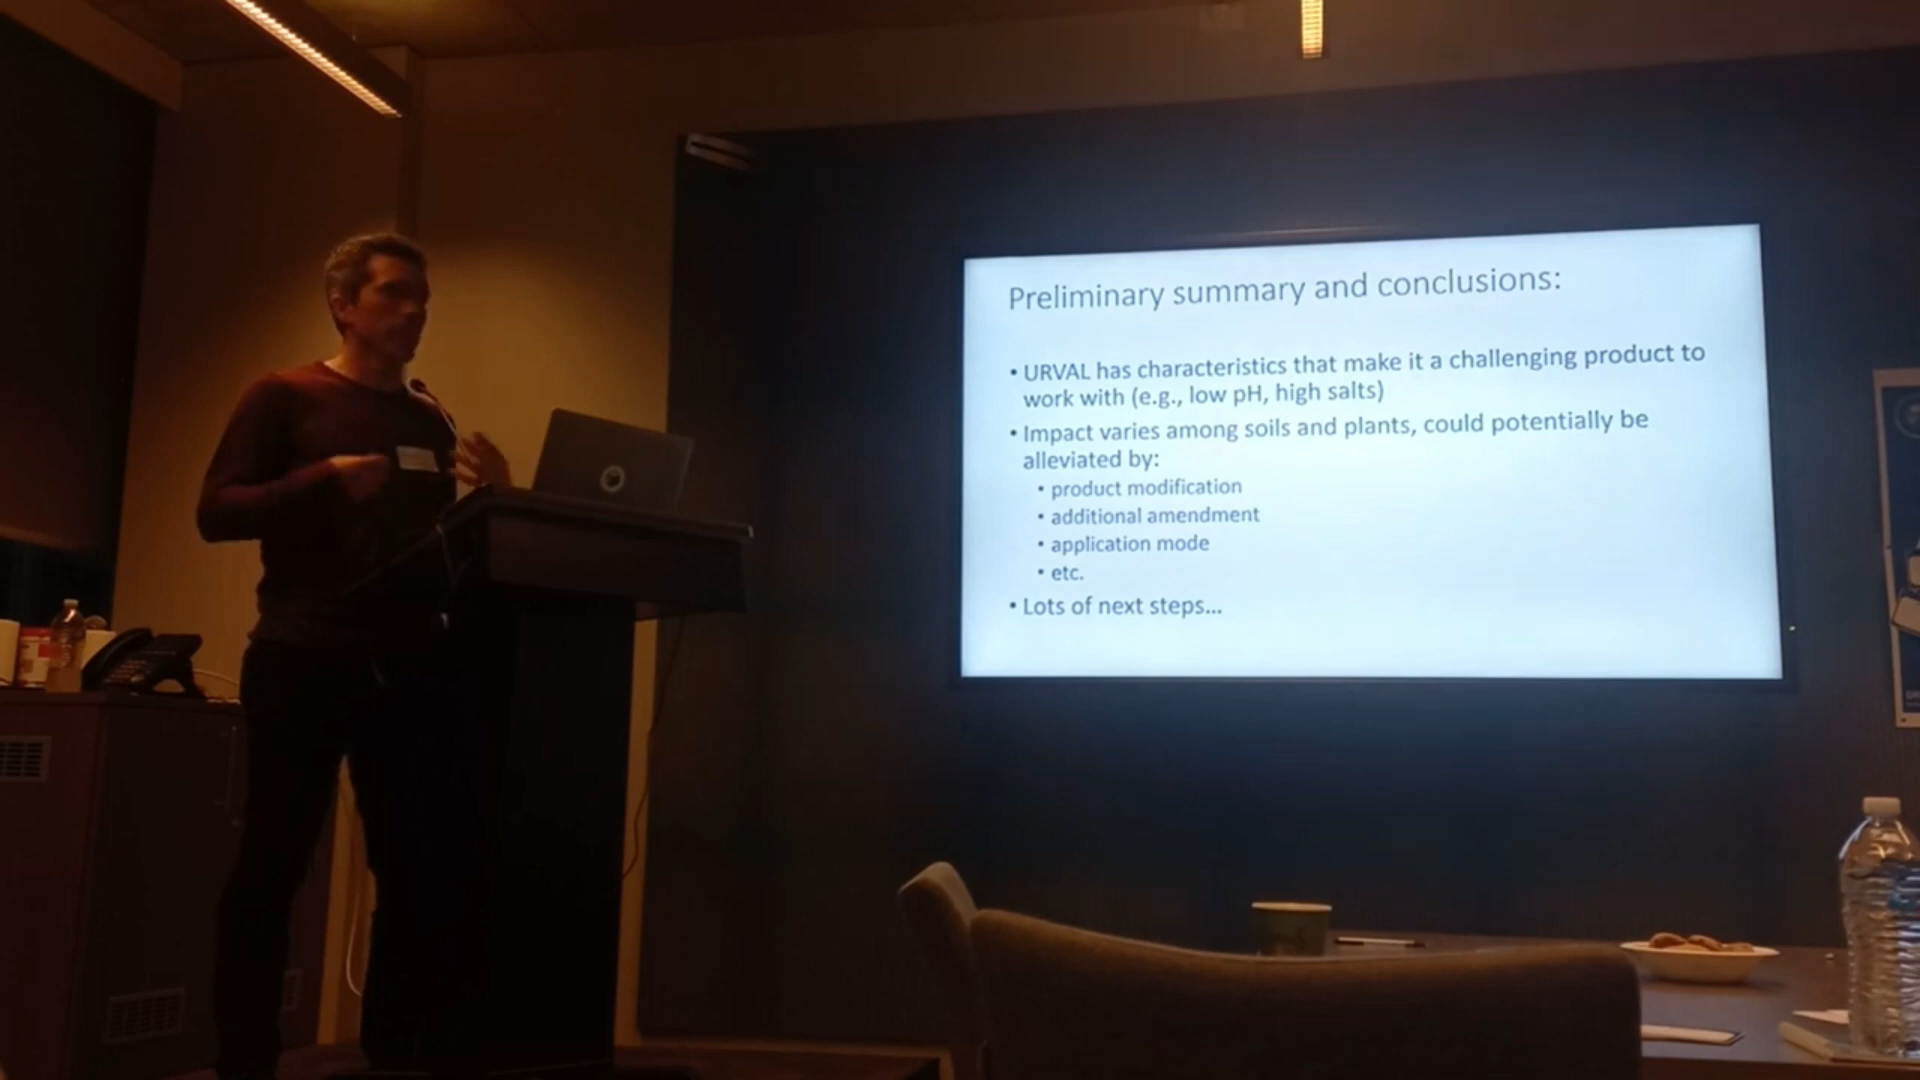 Preliminary summary and conclusions:
• URVAL has characteristics that make it a challenging product to
work with (e.g., low pH, high salts)
• Impact varies among soils and plants, could potentially be
alleviated by:
• product modification
• additional amendment
• application mode
• etc.
• Lots of next steps...